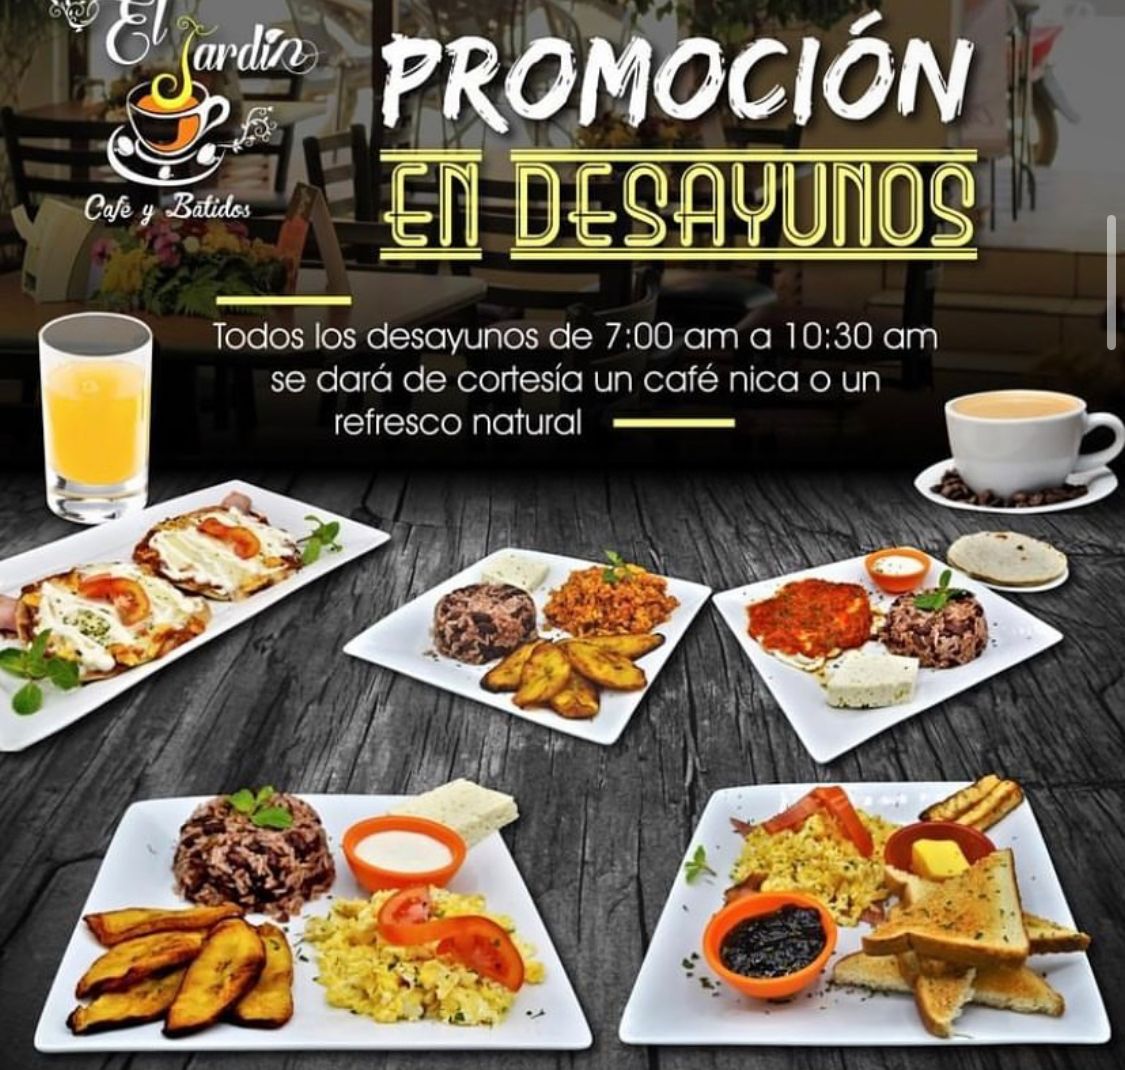 El Jardín
Café y Batidos
PROMOCIÓN
EN DESAYUNOS
Todos los desayunos de 7:00 am a 10:30 am
se dará de cortesía un café nica o un
refresco natural